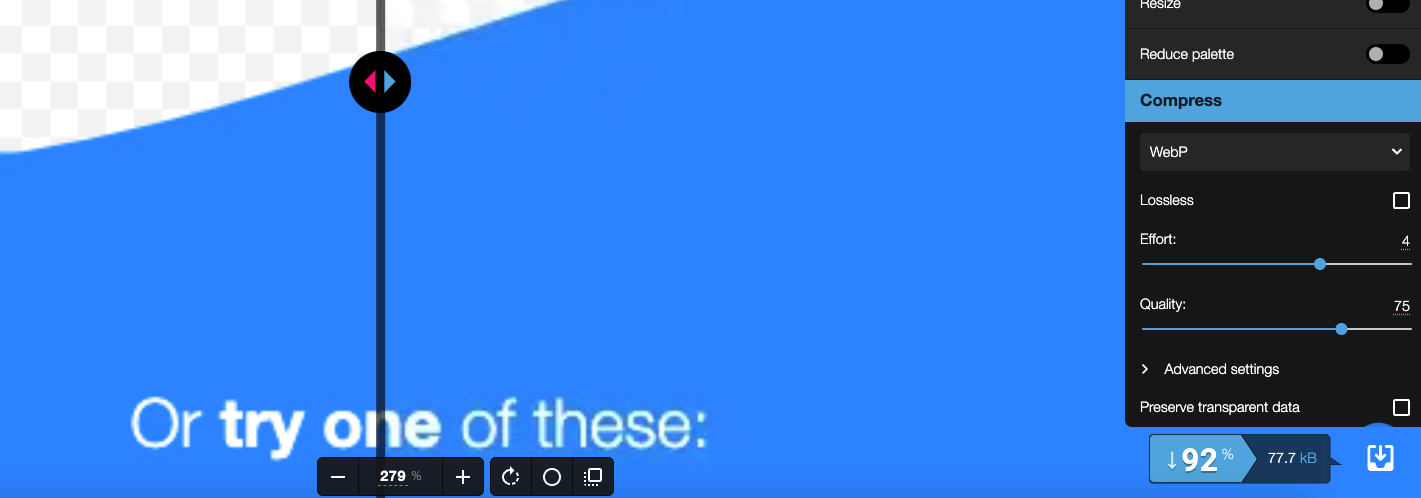 Resize
Reduce palette
Compress
WebP
Lossless
Effort:
4
Quality:
75
Advanced settings
Preserve transparent data
Or try one of these:
279 %
↓92 %
77.7 kB